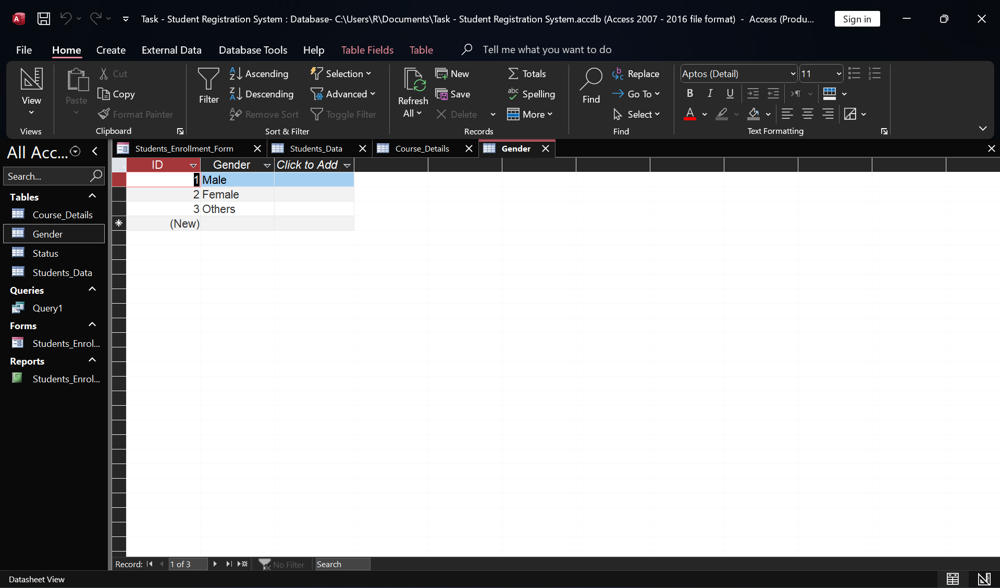 Task - Student Registration System : Database- C:\Users\R\Documents\Task - Student Registration System.accdb (Access 2007 - 2016 file format) - Access (Produ...
Sign in
File Home Create External Data Database Tools Help Table Fields Table Tell me what you want to do
View
Views
Paste
Cut
Copy
Format Painter
Clipboard
Filter
Ascending
Descending
Remove Sort
Selection
Advanced
Toggle Filter
Sort & Filter
Refresh
All
New
Save
Delete
Totals
Spelling
More
Records
Find
Replace
Go To
Select
Find
Aptos (Detail)
11
B I U
A
Text Formatting
All Acc...
Search...
Tables
Course_Details
Gender
Status
Students_Data
Queries
Query1
Forms
Students_Enrol...
Reports
Students_Enrol...
Students_Enrollment_Form
Students_Data
Course_Details
Gender
ID Gender Click to Add
1 Male
2 Female
3 Others
(New)
Record: 1 of 3 No Filter Search
Datasheet View